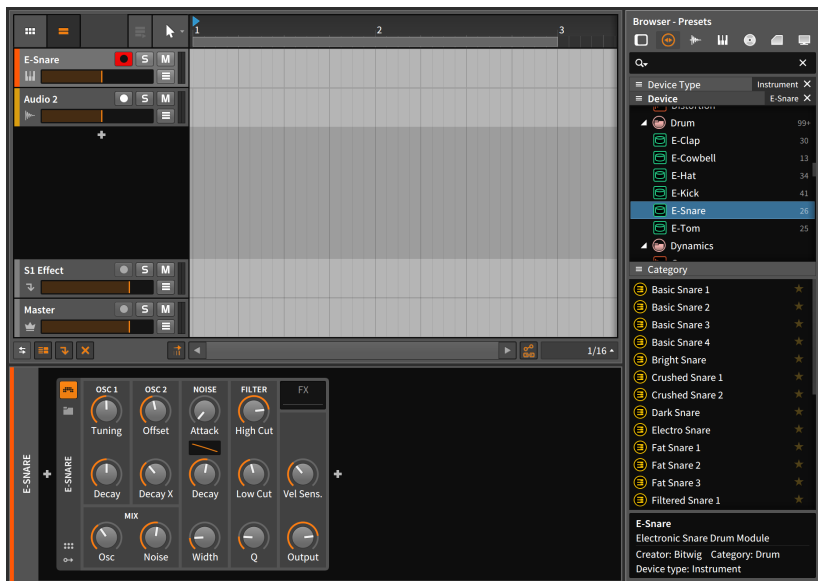 1 2 3
E-Snare S M
Audio 2 S M
+
S1 Effect S M
Master S M
1/16
E-SNARE
E-SNARE
OSC 1 OSC 2 NOISE FILTER FX
Tuning Offset Attack High Cut
Decay Decay X Decay Low Cut Vel Sens.
MIX
Osc Noise Width Q Output
Browser - Presets
Device Type Instrument
Device E-Snare
Distortion
Drum 99+
E-Clap 30
E-Cowbell 13
E-Hat 34
E-Kick 41
E-Snare 26
E-Tom 25
Dynamics
Category
Basic Snare 1
Basic Snare 2
Basic Snare 3
Basic Snare 4
Bright Snare
Crushed Snare 1
Crushed Snare 2
Dark Snare
Electro Snare
Fat Snare 1
Fat Snare 2
Fat Snare 3
Filtered Snare 1
E-Snare
Electronic Snare Drum Module
Creator: Bitwig Category: Drum
Device type: Instrument